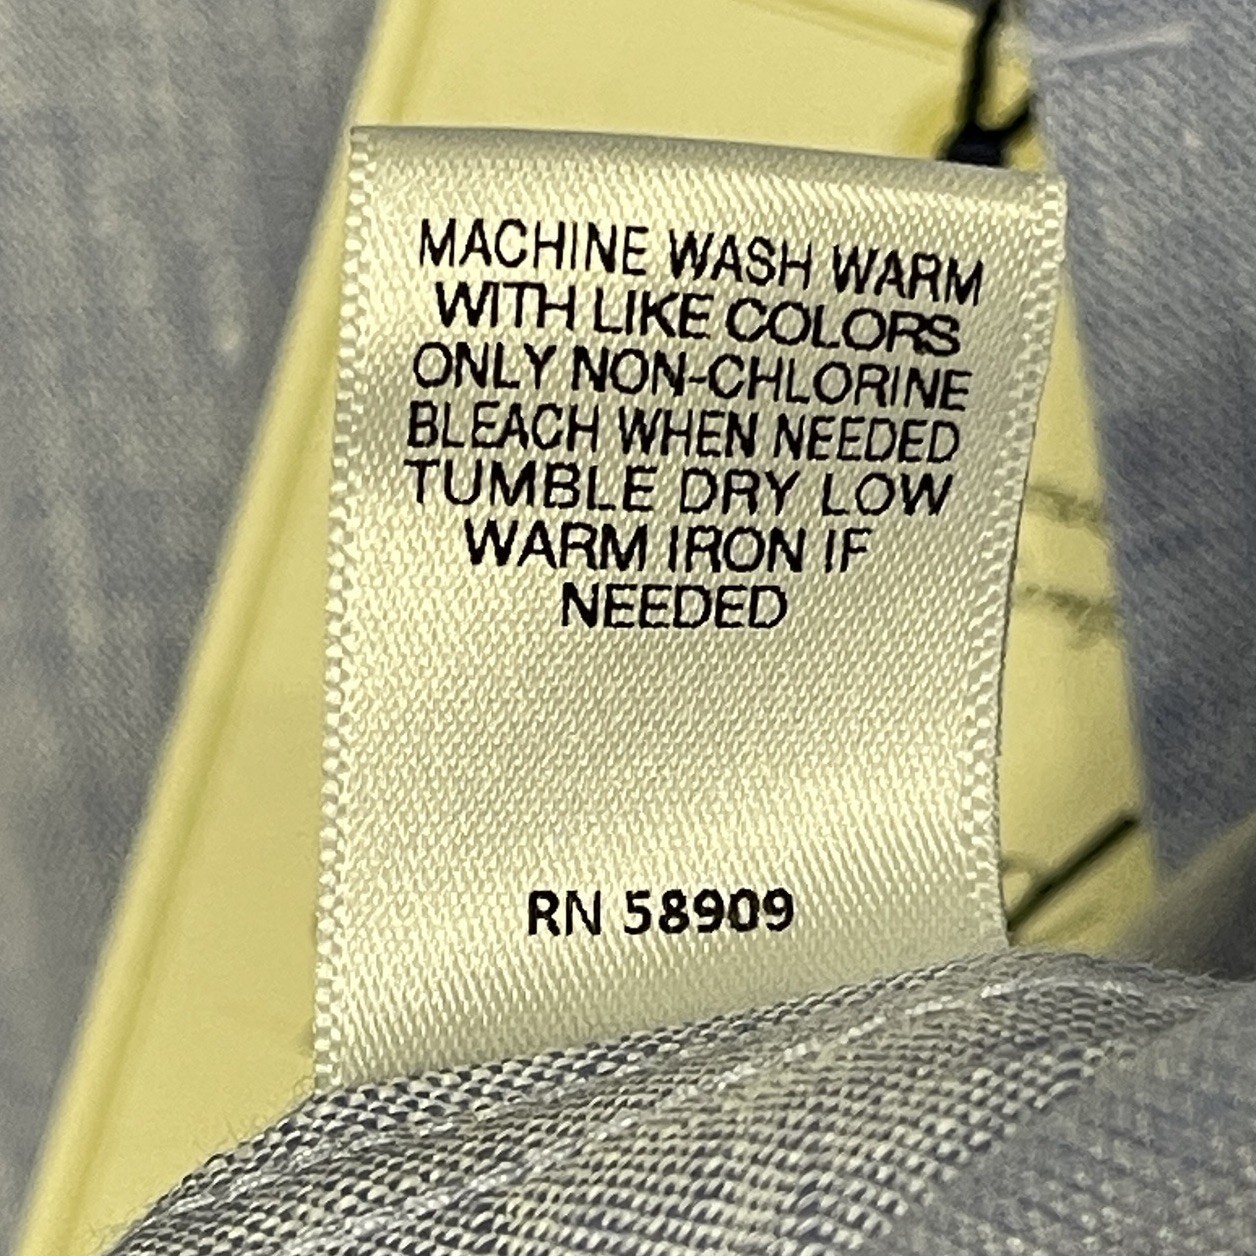 MACHINE WASH WARM
WITH LIKE COLORS
ONLY NON-CHLORINE
BLEACH WHEN NEEDED
TUMBLE DRY LOW
WARM IRON IF
NEEDED
RN 58909